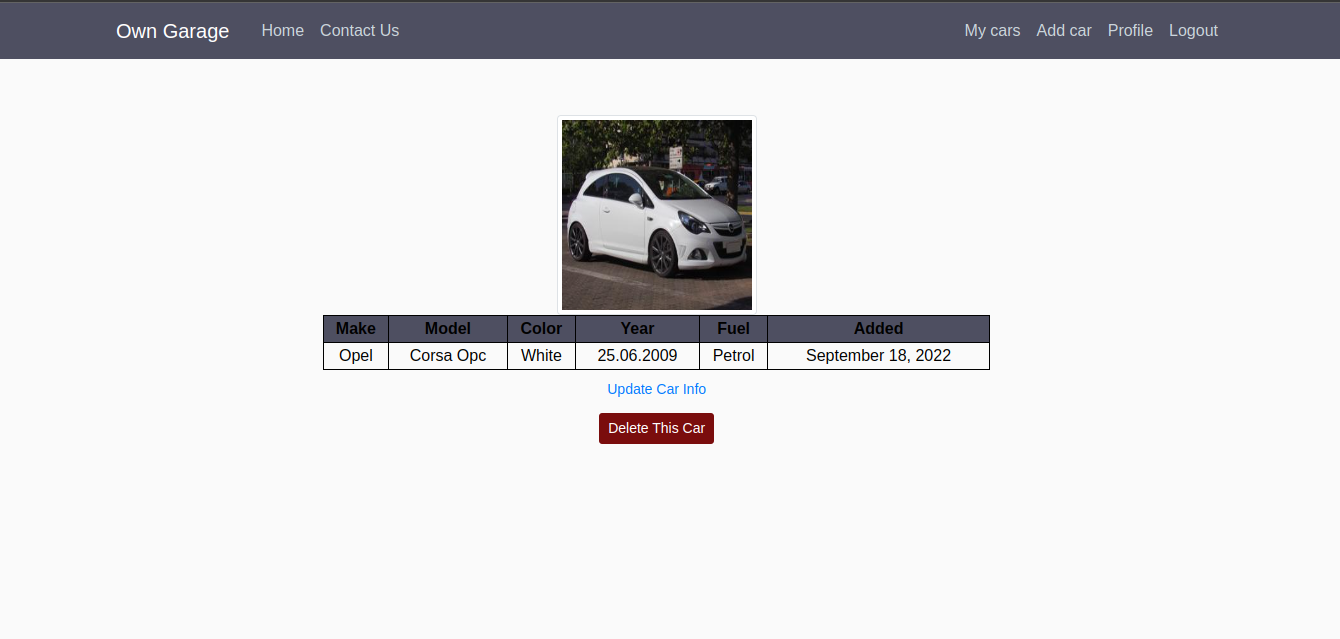 Own Garage Home Contact Us My cars Add car Profile Logout
Make Model Color Year Fuel Added
Opel Corsa Opc White 25.06.2009 Petrol September 18, 2022
Update Car Info
Delete This Car